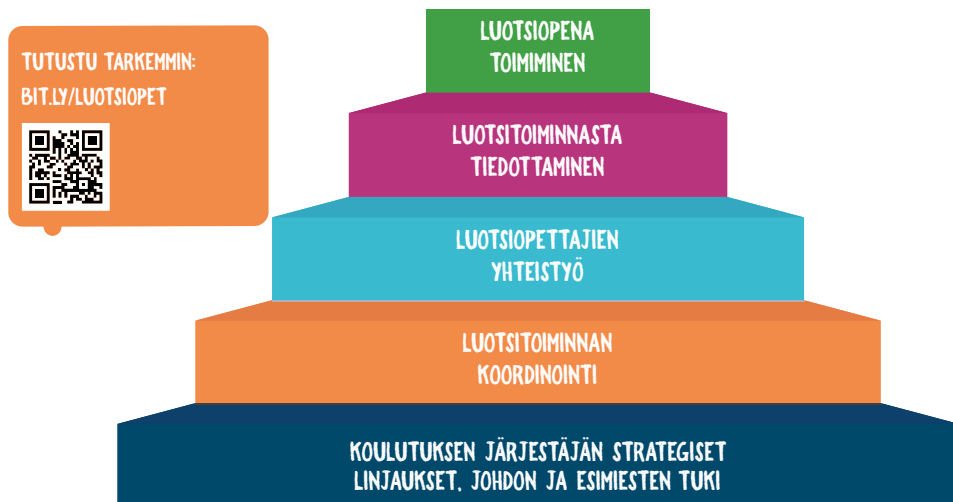 TUTUSTU TARKEMMIN:
BIT.LY/LUOTSIOPET
LUOTSIOPENA
TOIMIMINEN
LUOTSITOIMINNASTA
TIEDOTTAMINEN
LUOTSIOPETTAJIEN
YHTEISTYÖ
LUOTSITOIMINNAN
KOORDINOINTI
KOULUTUKSEN JÄRJESTÄJÄN STRATEGISET
LINJAUKSET, JOHDON JA ESIMIESTEN TUKI